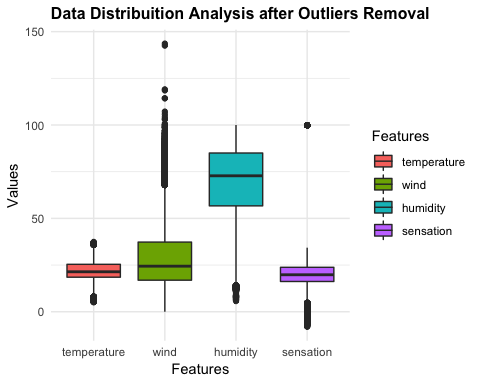 Data Distribuition Analysis after Outliers Removal
150
100
50
0
Values
temperature wind humidity sensation
Features
Features
temperature
wind
humidity
sensation